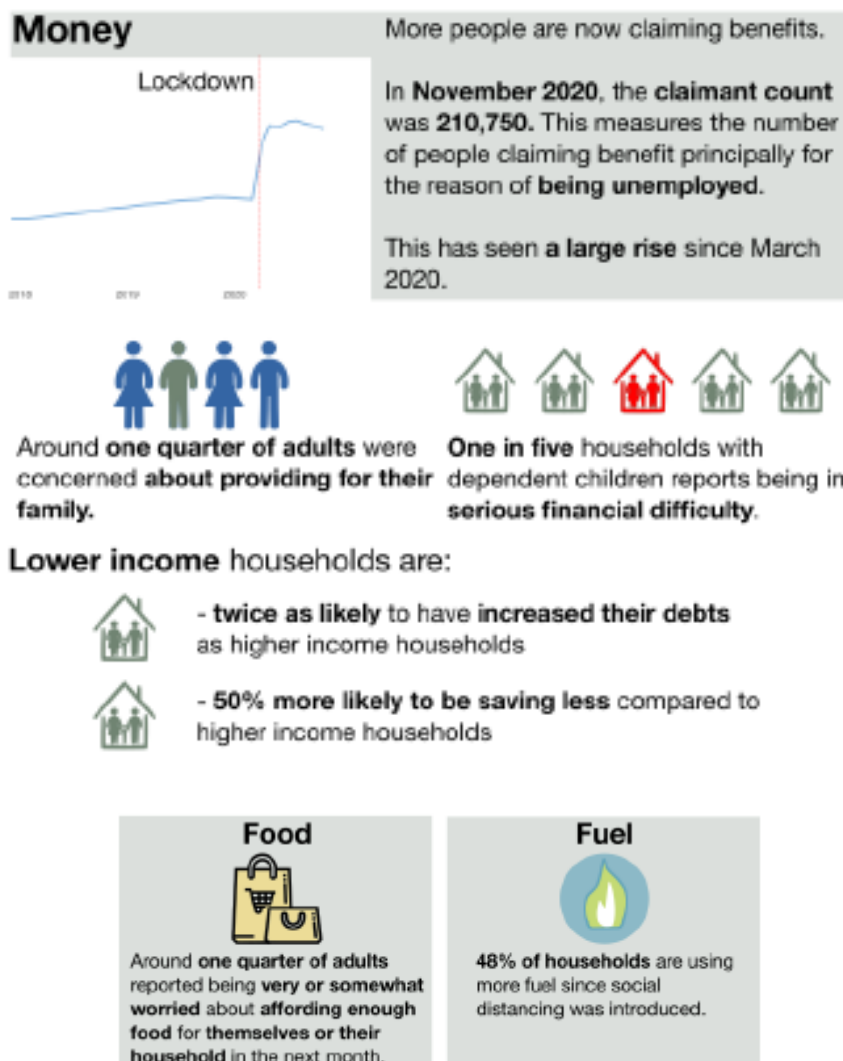 Money
More people are now claiming benefits.
Lockdown
In November 2020, the claimant count
was 210,750. This measures the number
of people claiming benefit principally for
the reason of being unemployed.
This has seen a large rise since March
2020.
2018
2019
2020
Around one quarter of adults were
concerned about providing for their
family.
One in five households with
dependent children reports being in
serious financial difficulty.
Lower income households are:
- twice as likely to have increased their debts
as higher income households
- 50% more likely to be saving less compared to
higher income households
Food
Around one quarter of adults
reported being very or somewhat
worried about affording enough
food for themselves or their
household in the next month.
Fuel
48% of households are using
more fuel since social
distancing was introduced.